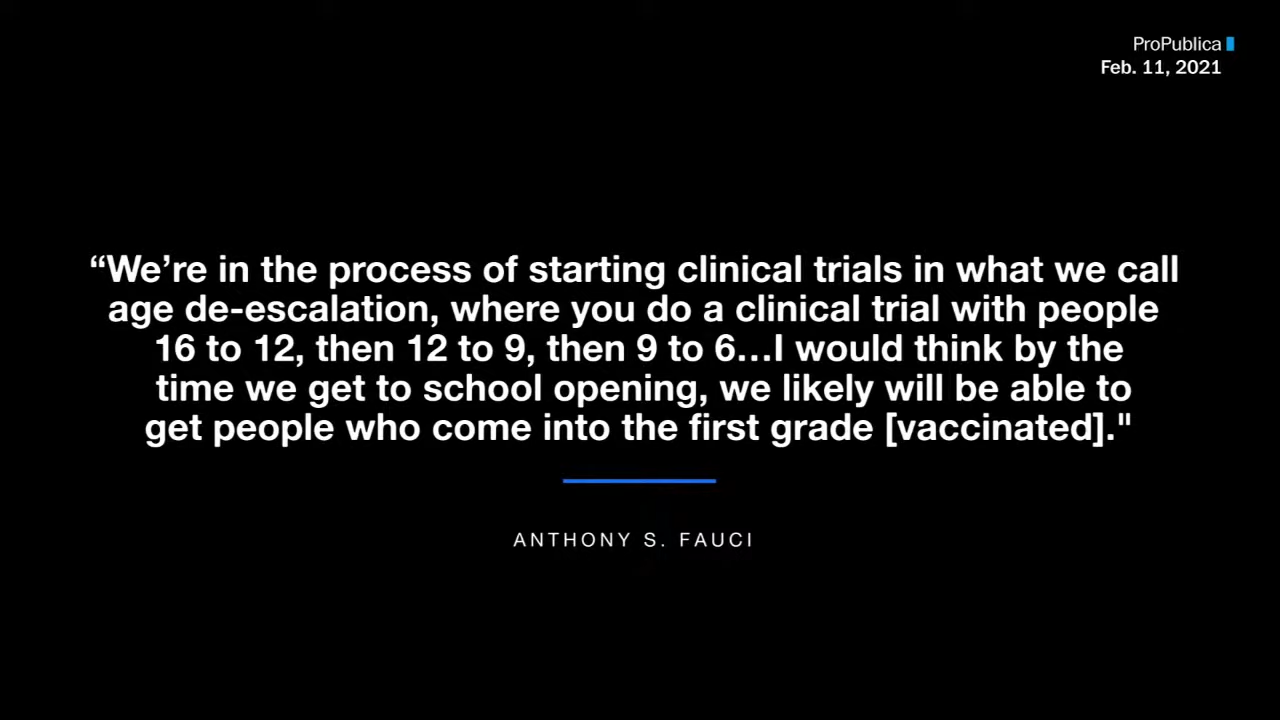 ProPublica
Feb. 11, 2021
“We’re in the process of starting clinical trials in what we call
age de-escalation, where you do a clinical trial with people
16 to 12, then 12 to 9, then 9 to 6...I would think by the
time we get to school opening, we likely will be able to
get people who come into the first grade [vaccinated]."
ANTHONY S. FAUCI